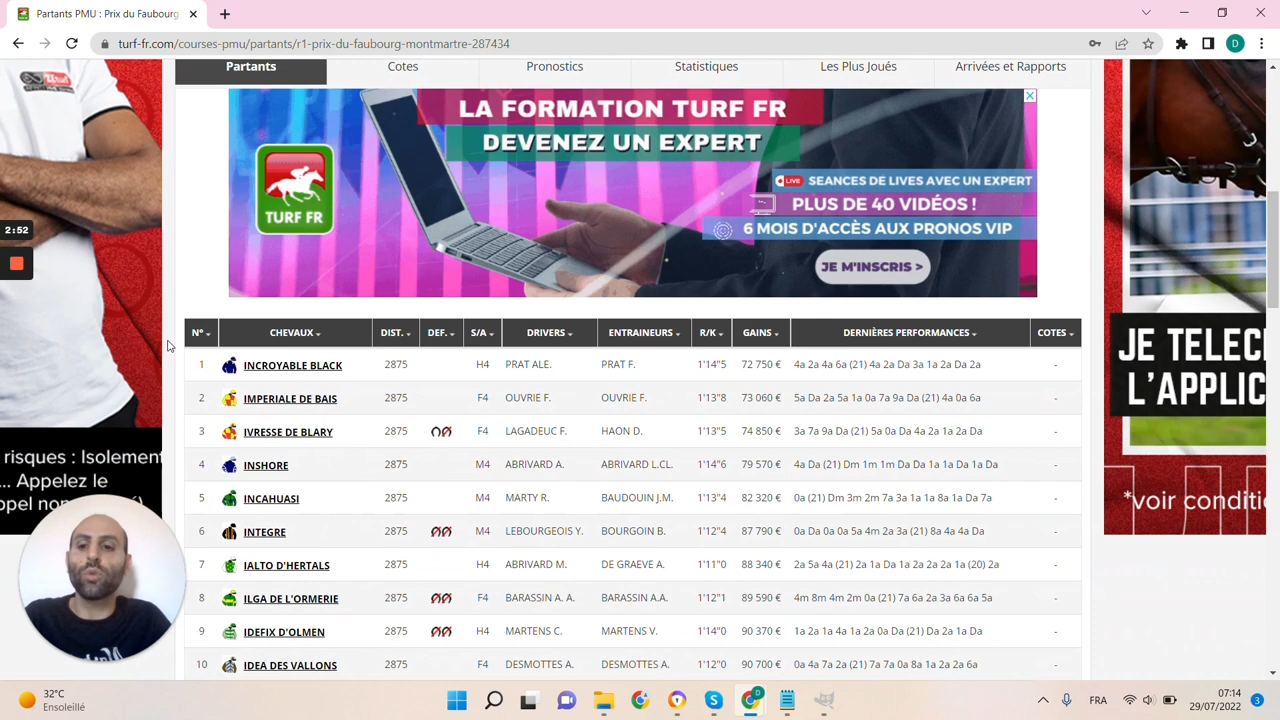 Partants PMU : Prix du Faubourg
turf-fr.com/courses-pmu/partants/r1-prix-du-faubourg-montmartre-287434
D
Partants Cotes Pronostics Statistiques Les Plus Joués Arrivées et Rapports
LA FORMATION TURF FR
DEVENEZ UN EXPERT
LIVE SEANCES DE LIVES AVEC UN EXPERT
PLUS DE 40 VIDÉOS !
6 MOIS D'ACCÈS AUX PRONOS VIP
JE M'INSCRIS >
TURF FR
2:52
N° CHEVAUX DIST. DEF. S/A DRIVERS ENTRAINEURS R/K GAINS DERNIÈRES PERFORMANCES COTES
1 INCROYABLE BLACK 2875 H4 PRAT ALE. PRAT F. 1'14"5 72 750 € 4a 2a 4a 6a (21) 4a 2a Da 3a 1a 2a Da 2a -
2 IMPERIALE DE BAIS 2875 F4 OUVRIE F. OUVRIE F. 1'13"8 73 060 € 5a Da 2a 5a 1a 0a 7a 9a Da (21) 4a 0a 6a -
3 IVRESSE DE BLARY 2875 F4 LAGADEUC F. HAON D. 1'13"5 74 850 € 3a 7a 9a Da (21) 5a 0a Da 4a 2a 1a 2a Da -
4 INSHORE 2875 M4 ABRIVARD A. ABRIVARD L.CL. 1'14"6 79 570 € 4a Da (21) Dm 1m 1m Da Da 1a 1a Da 1a Da -
5 INCAHUASI 2875 M4 MARTY R. BAUDOUIN J.M. 1'13"4 82 320 € 0a (21) Dm 3m 2m 7a 3a 1a 1a 8a 1a Da 7a -
6 INTEGRE 2875 M4 LEBOURGEOIS Y. BOURGOIN B. 1'12"4 87 790 € 0a Da 0a 0a 5a 4m 2a 3a (21) 8a 4a 4a Da -
7 IALTO D'HERTALS 2875 H4 ABRIVARD M. DE GRAEVE A. 1'11"0 88 340 € 2a 5a 4a (21) 2a 1a Da 1a 2a 2a 2a 1a (20) 2a -
8 ILGA DE L'ORMERIE 2875 F4 BARASSIN A. A. BARASSIN A.A. 1'12"1 89 590 € 4m 8m 4m 2m 0a (21) 7a 6a 2a 3a 6a 6a 5a -
9 IDEFIX D'OLMEN 2875 H4 MARTENS C. MARTENS V. 1'14"0 90 370 € 1a 2a 1a 4a 1a 2a 0a Da (21) Da 2a 1a Da -
10 IDEA DES VALLONS 2875 F4 DESMOTTES A. DESMOTTES A. 1'12"0 90 700 € 0a 4a 7a 2a (21) 7a 7a 0a 8a 1a 2a 2a 6a -
risques : Isolement
... Appelez le
JE TELEC
L'APPLIC
*voir conditi
32°C
Ensoleillé
FRA
07:14
29/07/2022
3